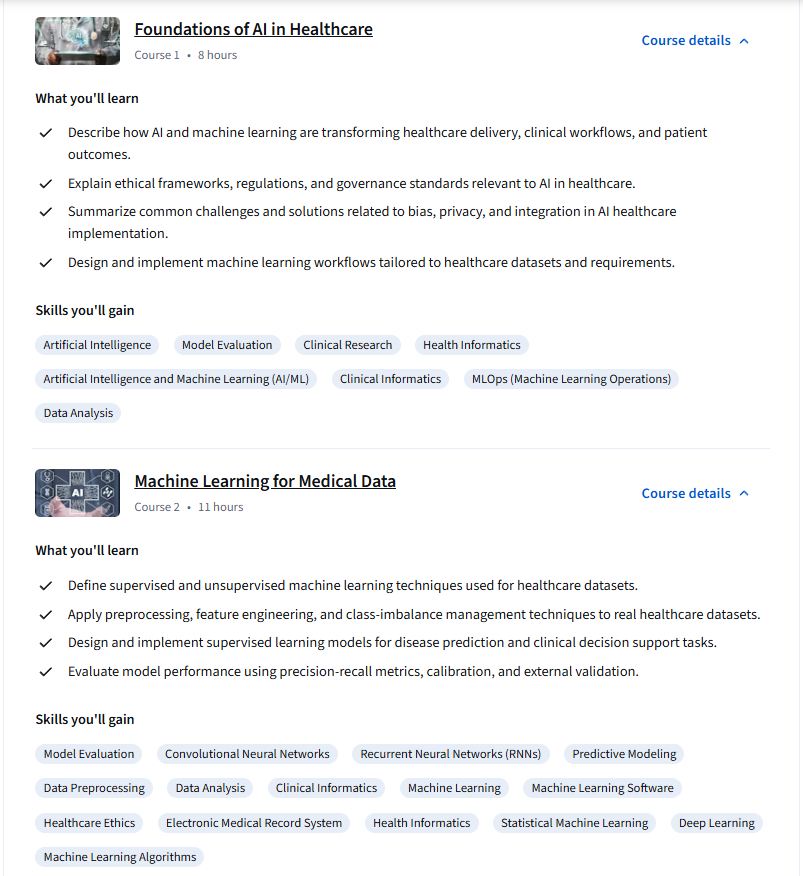 Foundations of AI in Healthcare
Course details
Course 1 • 8 hours
What you'll learn
Describe how AI and machine learning are transforming healthcare delivery, clinical workflows, and patient
outcomes.
Explain ethical frameworks, regulations, and governance standards relevant to AI in healthcare.
Summarize common challenges and solutions related to bias, privacy, and integration in AI healthcare
implementation.
Design and implement machine learning workflows tailored to healthcare datasets and requirements.
Skills you'll gain
Artificial Intelligence Model Evaluation Clinical Research Health Informatics
Artificial Intelligence and Machine Learning (AI/ML) Clinical Informatics MLOps (Machine Learning Operations)
Data Analysis
AI
Machine Learning for Medical Data
Course details
Course 2 • 11 hours
What you'll learn
Define supervised and unsupervised machine learning techniques used for healthcare datasets.
Apply preprocessing, feature engineering, and class-imbalance management techniques to real healthcare datasets.
Design and implement supervised learning models for disease prediction and clinical decision support tasks.
Evaluate model performance using precision-recall metrics, calibration, and external validation.
Skills you'll gain
Model Evaluation Convolutional Neural Networks Recurrent Neural Networks (RNNs) Predictive Modeling
Data Preprocessing Data Analysis Clinical Informatics Machine Learning Machine Learning Software
Healthcare Ethics Electronic Medical Record System Health Informatics Statistical Machine Learning Deep Learning
Machine Learning Algorithms